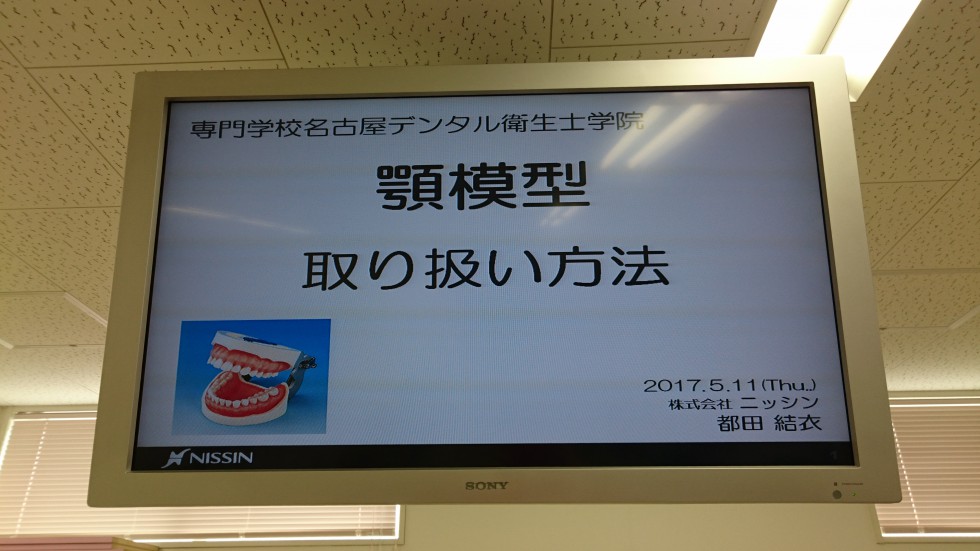 専門学校名古屋デンタル衛生士学院
顎模型
取り扱い方法
2017.5.11(Thu.)
株式会社 ニッシン
都田 結衣
NISSIN
1
SONY